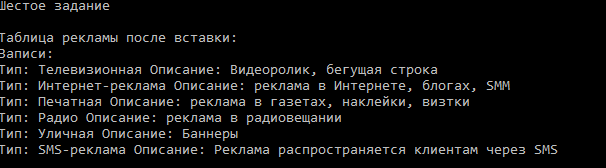 Шестое задание
Таблица рекламы после вставки:
Записи:
Тип: Телевизионная Описание: Видеоролик, бегущая строка
Тип: Интернет-реклама Описание: реклама в Интернете, блогах, SMM
Тип: Печатная Описание: реклама в газетах, наклейки, визтки
Тип: Радио Описание: реклама в радиовещании
Тип: Уличная Описание: Баннеры
Тип: SMS-реклама Описание: Реклама распространяется клиентам через SMS